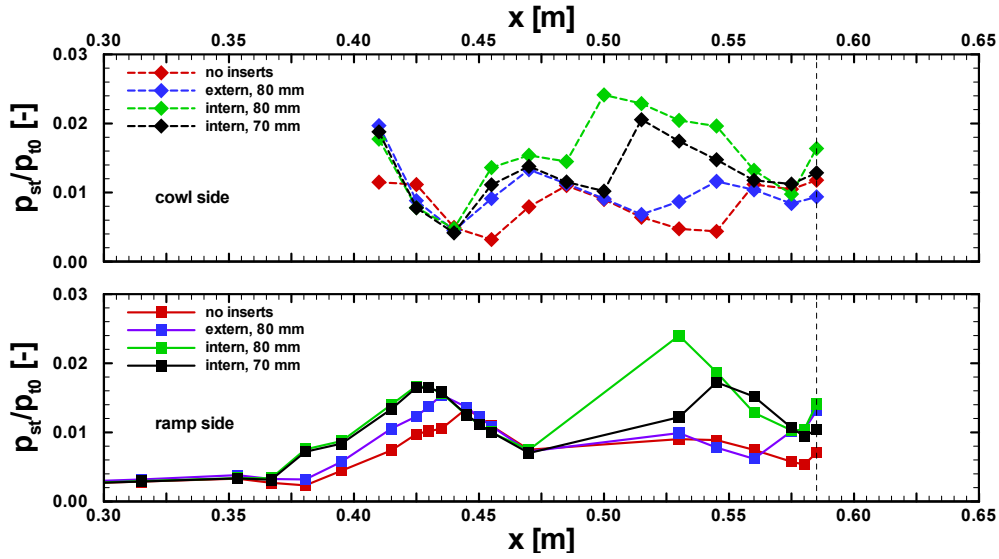 x [m]
0.30 0.35 0.40 0.45 0.50 0.55 0.60 0.65
0.03
no inserts
extern, 80 mm
intern, 80 mm
intern, 70 mm
0.02
p_st/p_t0 [-]
0.01
cowl side
0.00
0.03
no inserts
extern, 80 mm
intern, 80 mm
intern, 70 mm
0.02
p_st/p_t0 [-]
ramp side
0.01
0.00
0.30 0.35 0.40 0.45 0.50 0.55 0.60 0.65
x [m]